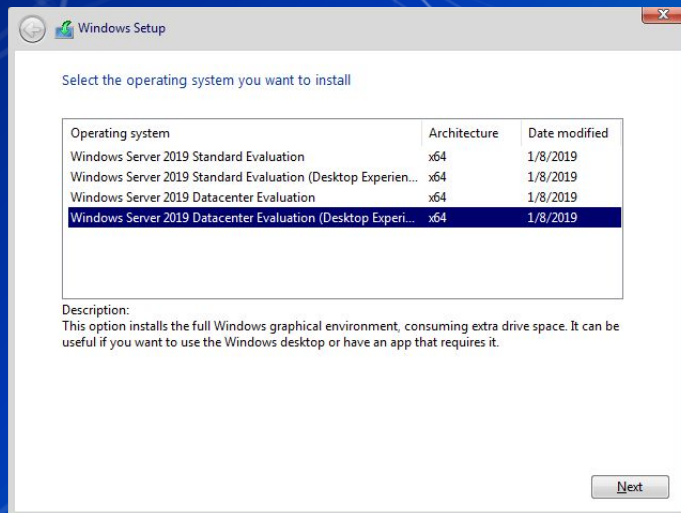 Windows Setup
Select the operating system you want to install
Operating system Architecture Date modified
Windows Server 2019 Standard Evaluation x64 1/8/2019
Windows Server 2019 Standard Evaluation (Desktop Experien... x64 1/8/2019
Windows Server 2019 Datacenter Evaluation x64 1/8/2019
Windows Server 2019 Datacenter Evaluation (Desktop Experi... x64 1/8/2019
Description:
This option installs the full Windows graphical environment, consuming extra drive space. It can be
useful if you want to use the Windows desktop or have an app that requires it.
Next